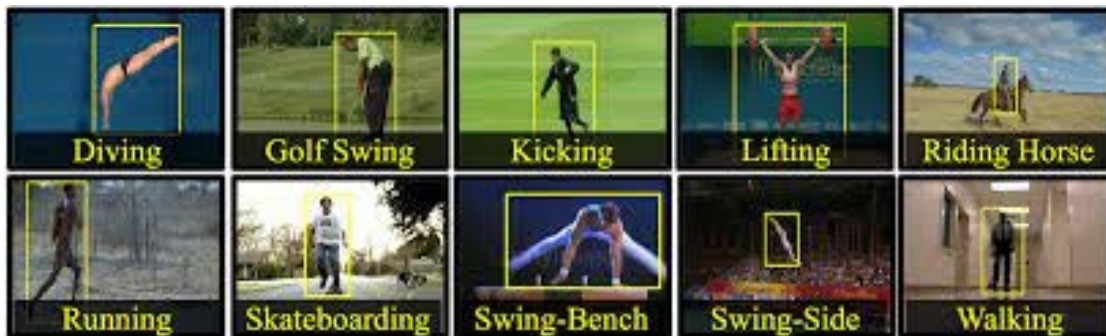 Diving
Golf Swing
Kicking
Lifting
Riding Horse
Running
Skateboarding
Swing-Bench
Swing-Side
Walking